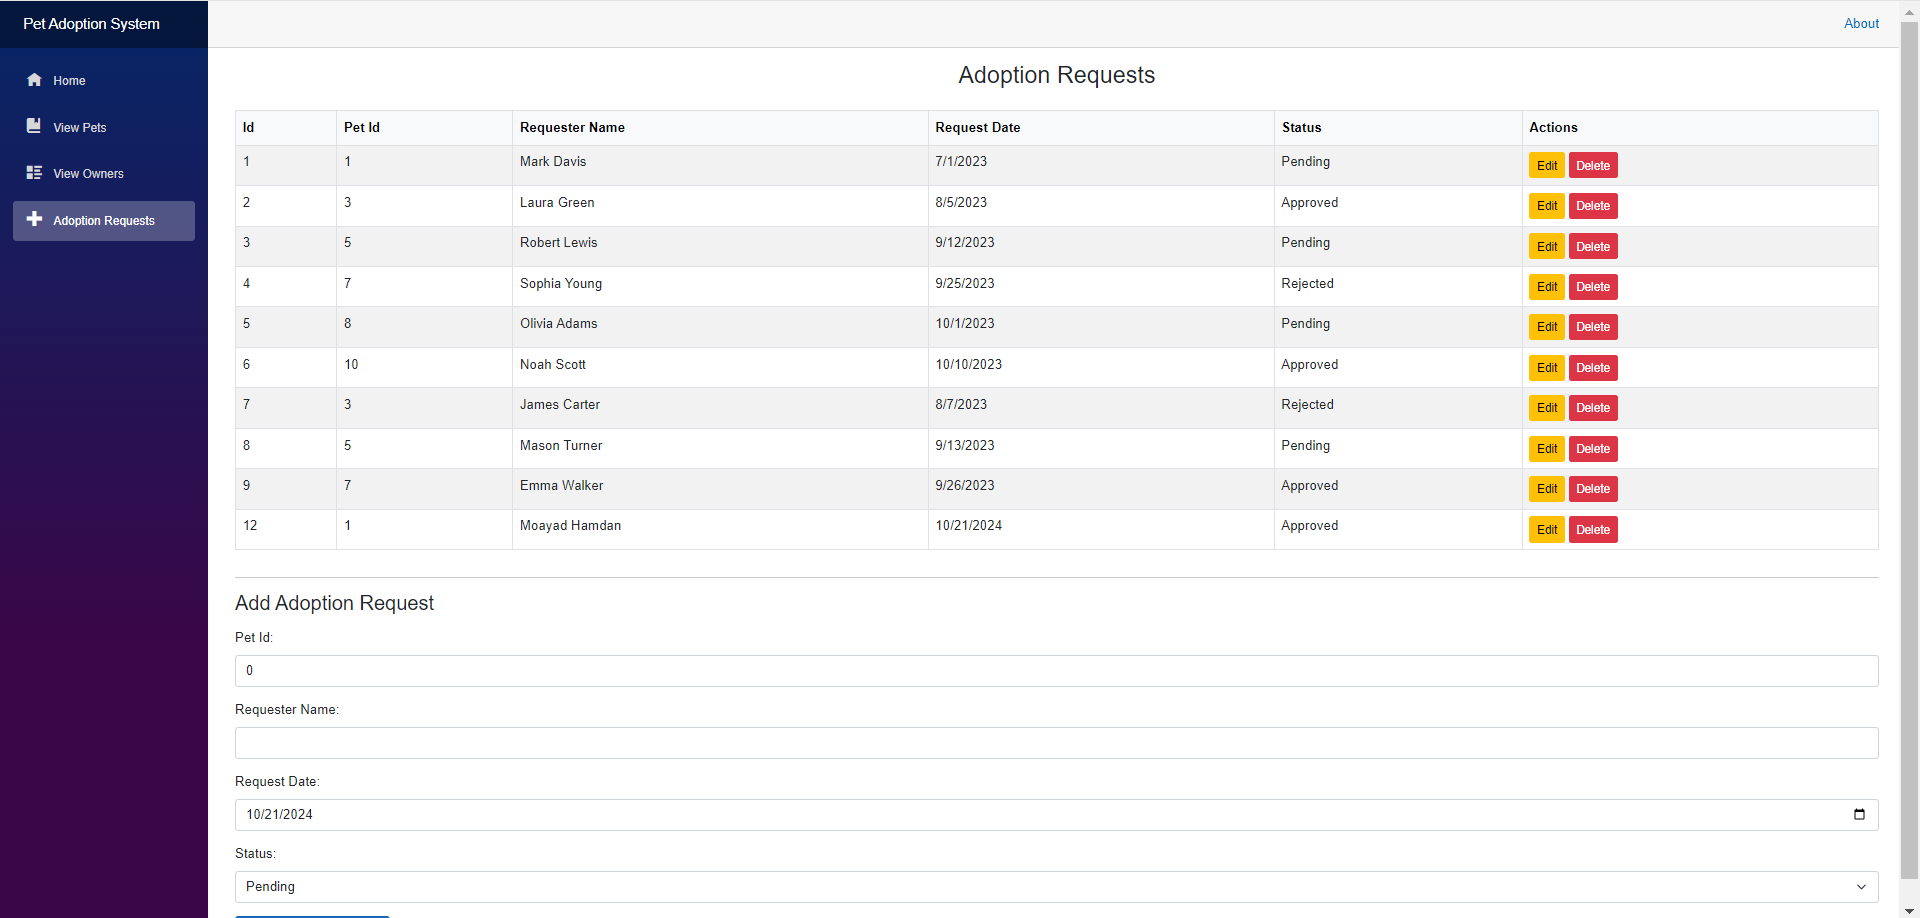 Pet Adoption System
About
Home
View Pets
View Owners
Adoption Requests
Adoption Requests
Id Pet Id Requester Name Request Date Status Actions
1 1 Mark Davis 7/1/2023 Pending Edit Delete
2 3 Laura Green 8/5/2023 Approved Edit Delete
3 5 Robert Lewis 9/12/2023 Pending Edit Delete
4 7 Sophia Young 9/25/2023 Rejected Edit Delete
5 8 Olivia Adams 10/1/2023 Pending Edit Delete
6 10 Noah Scott 10/10/2023 Approved Edit Delete
7 3 James Carter 8/7/2023 Rejected Edit Delete
8 5 Mason Turner 9/13/2023 Pending Edit Delete
9 7 Emma Walker 9/26/2023 Approved Edit Delete
12 1 Moayad Hamdan 10/21/2024 Approved Edit Delete
Add Adoption Request
Pet Id:
0
Requester Name:
Request Date:
10/21/2024
Status:
Pending